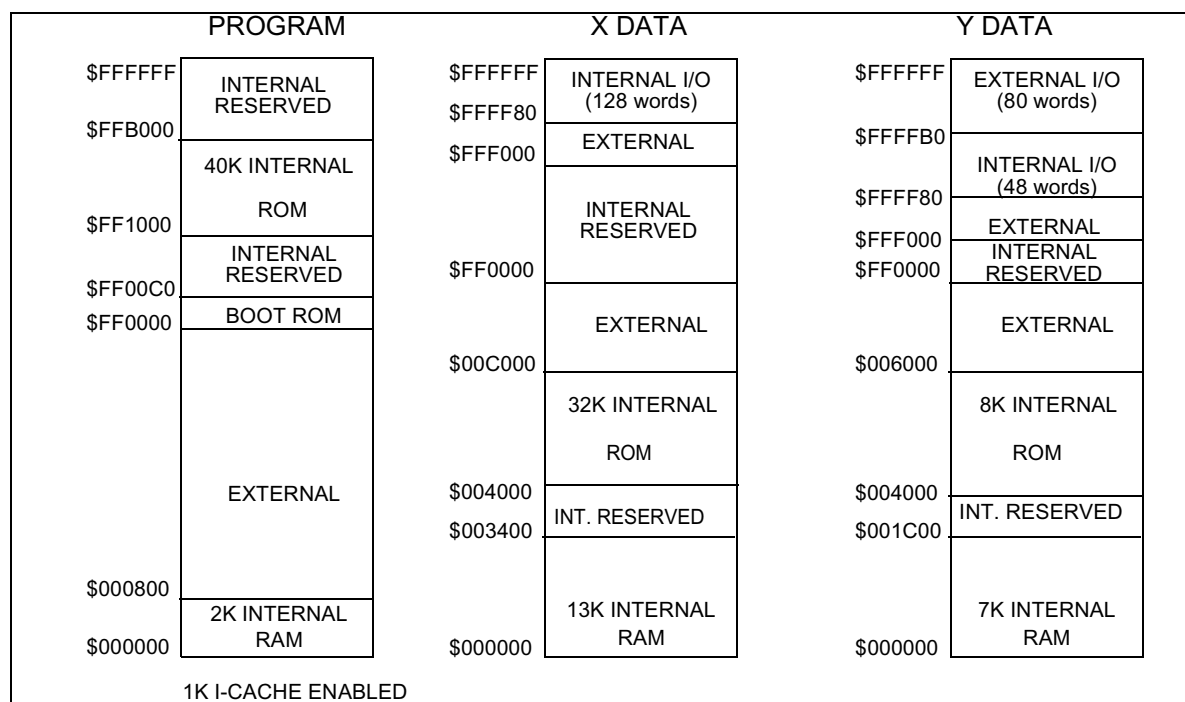 PROGRAM
$FFFFFF
INTERNAL
RESERVED
$FFB000
40K INTERNAL
ROM
$FF1000
INTERNAL
RESERVED
$FF00C0
BOOT ROM
$FF0000
EXTERNAL
$000800
2K INTERNAL
RAM
$000000
1K I-CACHE ENABLED
X DATA
$FFFFFF
INTERNAL I/O
(128 words)
$FFFF80
EXTERNAL
$FFF000
INTERNAL
RESERVED
$FF0000
EXTERNAL
$00C000
32K INTERNAL
ROM
$004000
INT. RESERVED
$003400
13K INTERNAL
RAM
$000000
Y DATA
$FFFFFF
EXTERNAL I/O
(80 words)
$FFFFB0
INTERNAL I/O
(48 words)
$FFFF80
EXTERNAL
$FFF000
INTERNAL
RESERVED
$FF0000
EXTERNAL
$006000
8K INTERNAL
ROM
$004000
INT. RESERVED
$001C00
7K INTERNAL
RAM
$000000